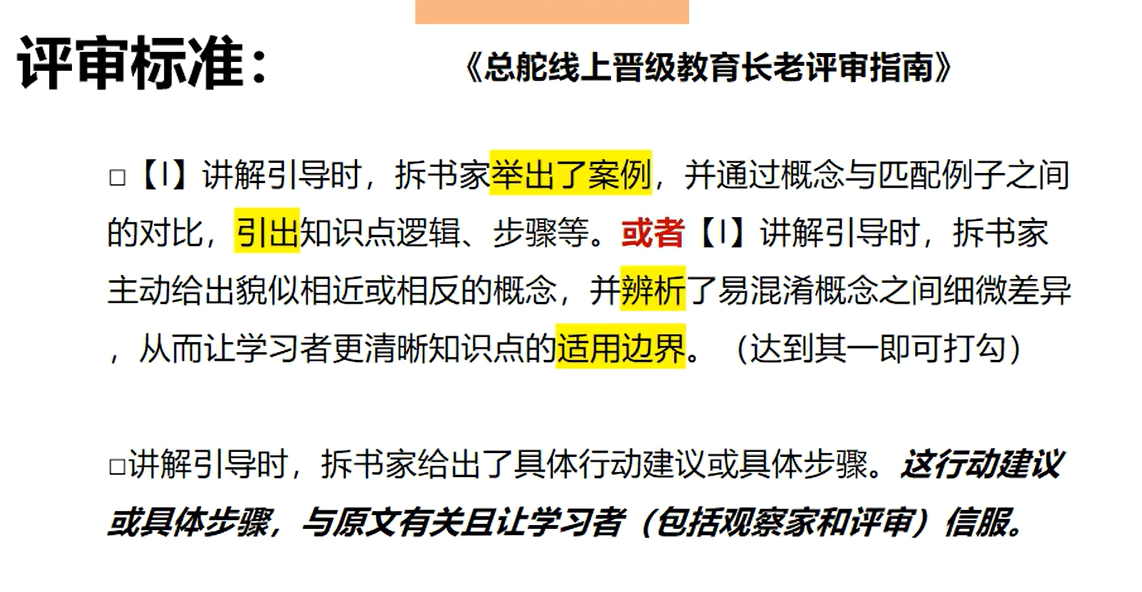 评审标准：
《总舵线上晋级教育长老评审指南》
□【I】讲解引导时，拆书家举出了案例，并通过概念与匹配例子之间
的对比，引出知识点逻辑、步骤等。或者【I】讲解引导时，拆书家
主动给出貌似相近或相反的概念，并辨析了易混淆概念之间细微差异
，从而让学习者更清晰知识点的适用边界。（达到其一即可打勾）
□讲解引导时，拆书家给出了具体行动建议或具体步骤。这行动建议
或具体步骤，与原文有关且让学习者（包括观察家和评审）信服。